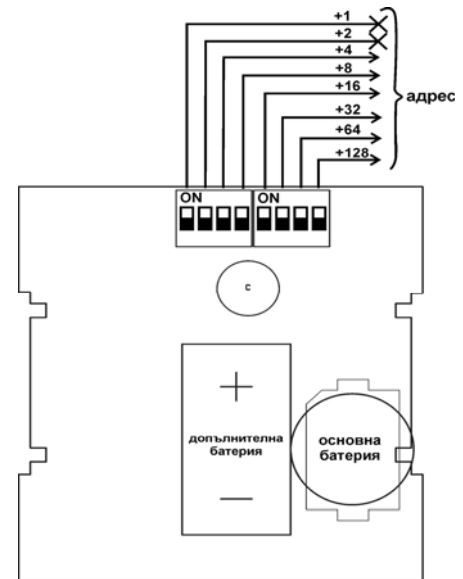 +1
+2
+4
+8
+16
+32
+64
+128
адрес
ON ON
c
+
допълнителна
батерия
−
основна
батерия